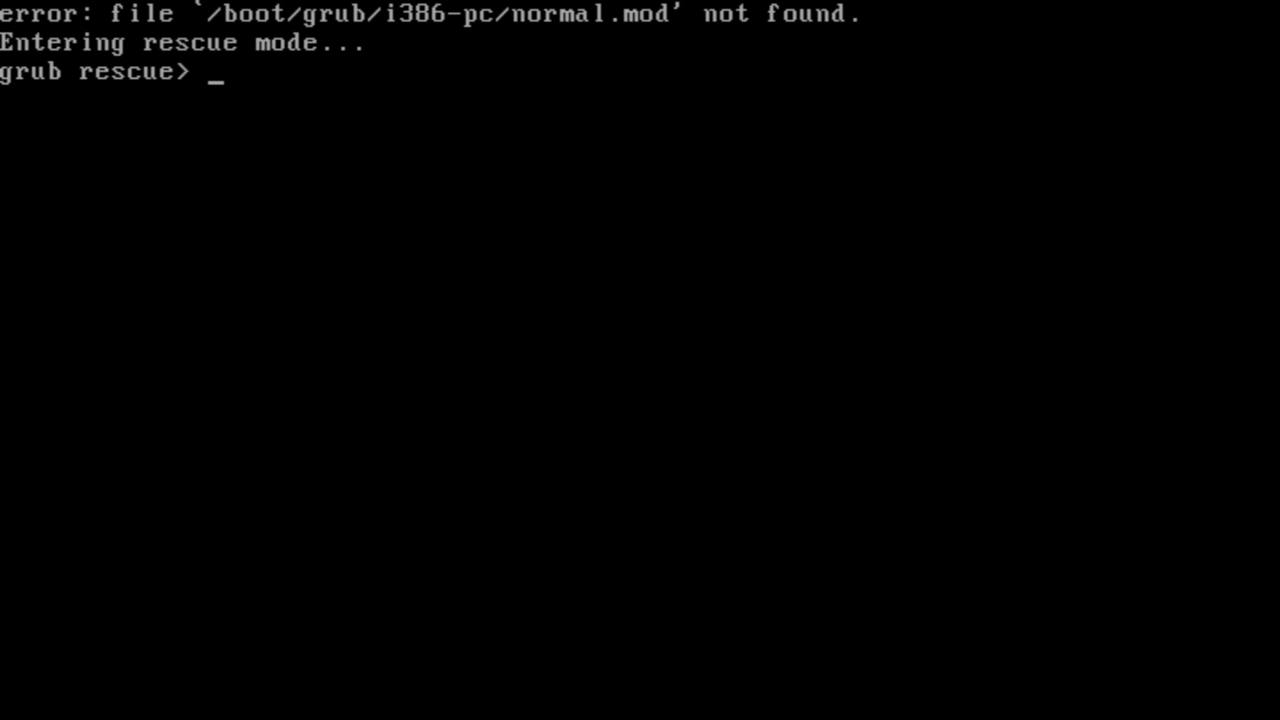 error: file `/boot/grub/i386-pc/normal.mod' not found.
Entering rescue mode...
grub rescue> _